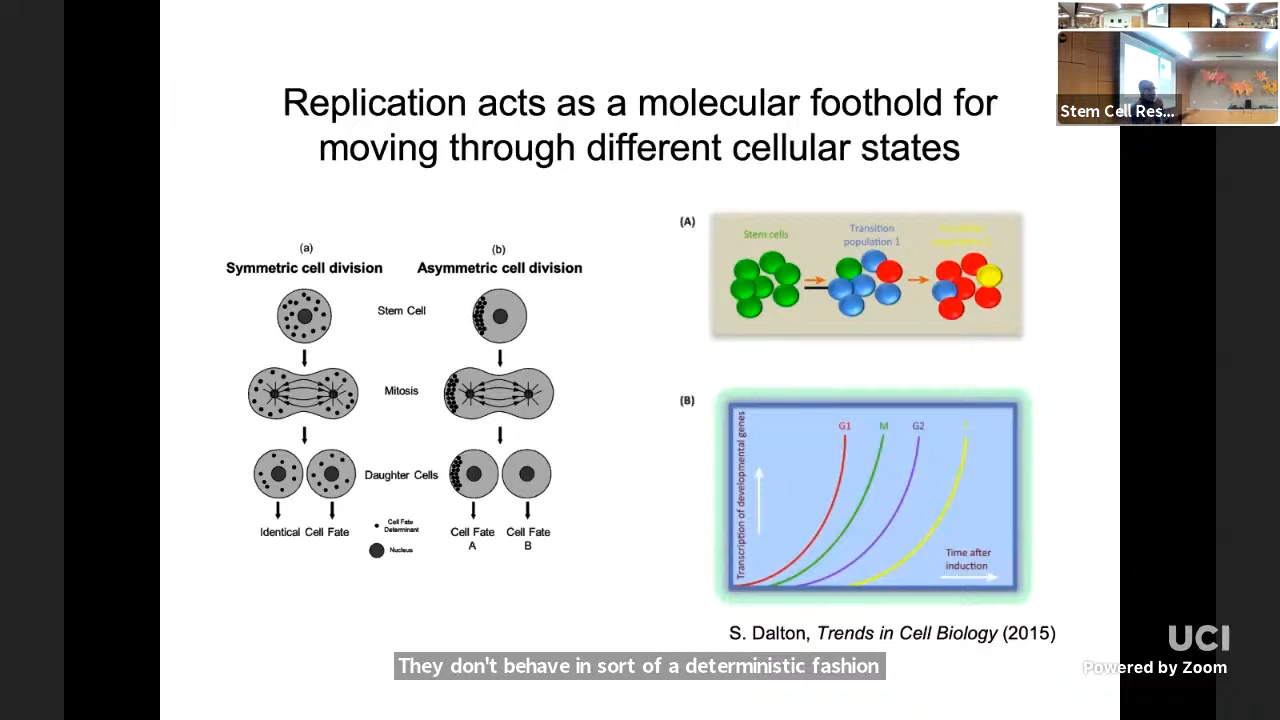 Replication acts as a molecular foothold for
moving through different cellular states
(a)
Symmetric cell division
(b)
Asymmetric cell division
Stem Cell
Mitosis
Daughter Cells
Identical Cell Fate
Cell Fate
Determinant
Nucleus
Cell Fate
A
Cell Fate
B
(A)
Stem cells
Transition
population 1
(B)
Transcription of developmental genes
G1
M
G2
Time after
induction
S. Dalton, Trends in Cell Biology (2015)
They don't behave in sort of a deterministic fashion
Stem Cell Res...
UCI
Powered by Zoom